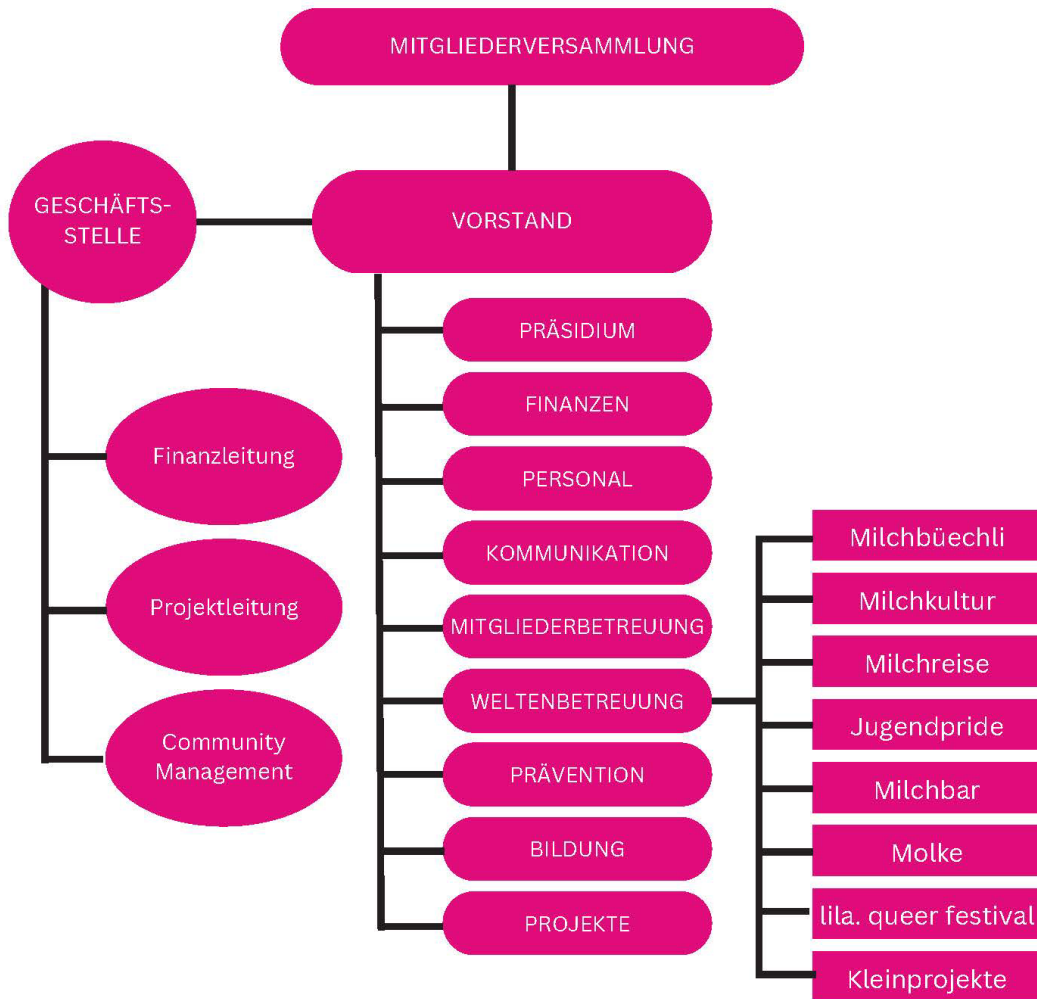 MITGLIEDERVERSAMMLUNG
GESCHÄFTS-
STELLE
VORSTAND
PRÄSIDIUM
FINANZEN
PERSONAL
KOMMUNIKATION
MITGLIEDERBETREUUNG
WELTENBETREUUNG
PRÄVENTION
BILDUNG
PROJEKTE
Finanzleitung
Projektleitung
Community
Management
Milchbüechli
Milchkultur
Milchreise
Jugendpride
Milchbar
Molke
lila. queer festival
Kleinprojekte